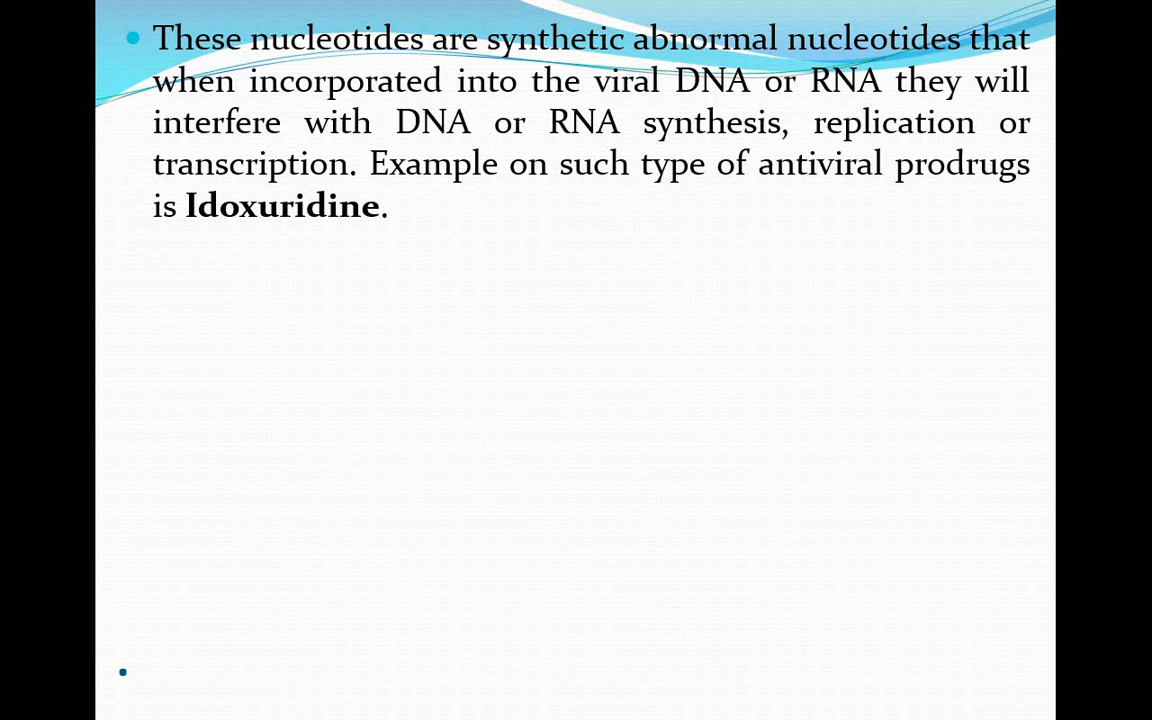 These nucleotides are synthetic abnormal nucleotides that
when incorporated into the viral DNA or RNA they will
interfere with DNA or RNA synthesis, replication or
transcription. Example on such type of antiviral prodrugs
is Idoxuridine.